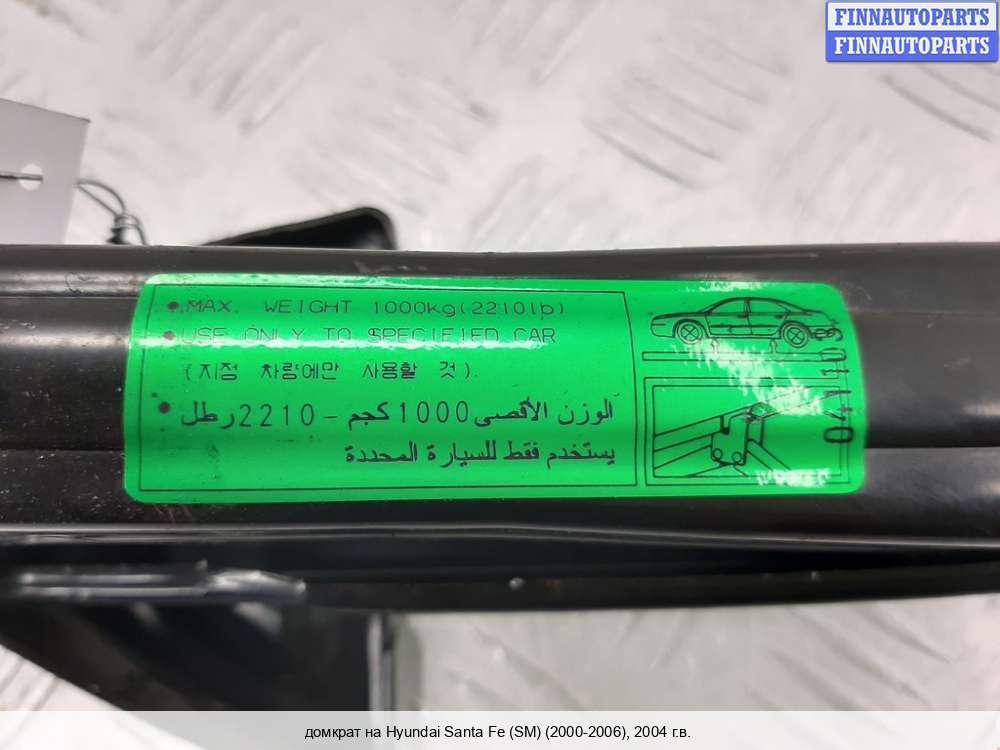 FINNAUTOPARTS
FINNAUTOPARTS
•MAX. WEIGHT 1000kg(2210lb)
•USE ONLY TO SPECIFIED CAR
(지정 차량에만 사용할 것).
• الوزن الأقصى 1000 كجم – 2210 رطل
يستخدم فقط للسيارة المحددة
домкрат на Hyundai Santa Fe (SM) (2000-2006), 2004 г.в.